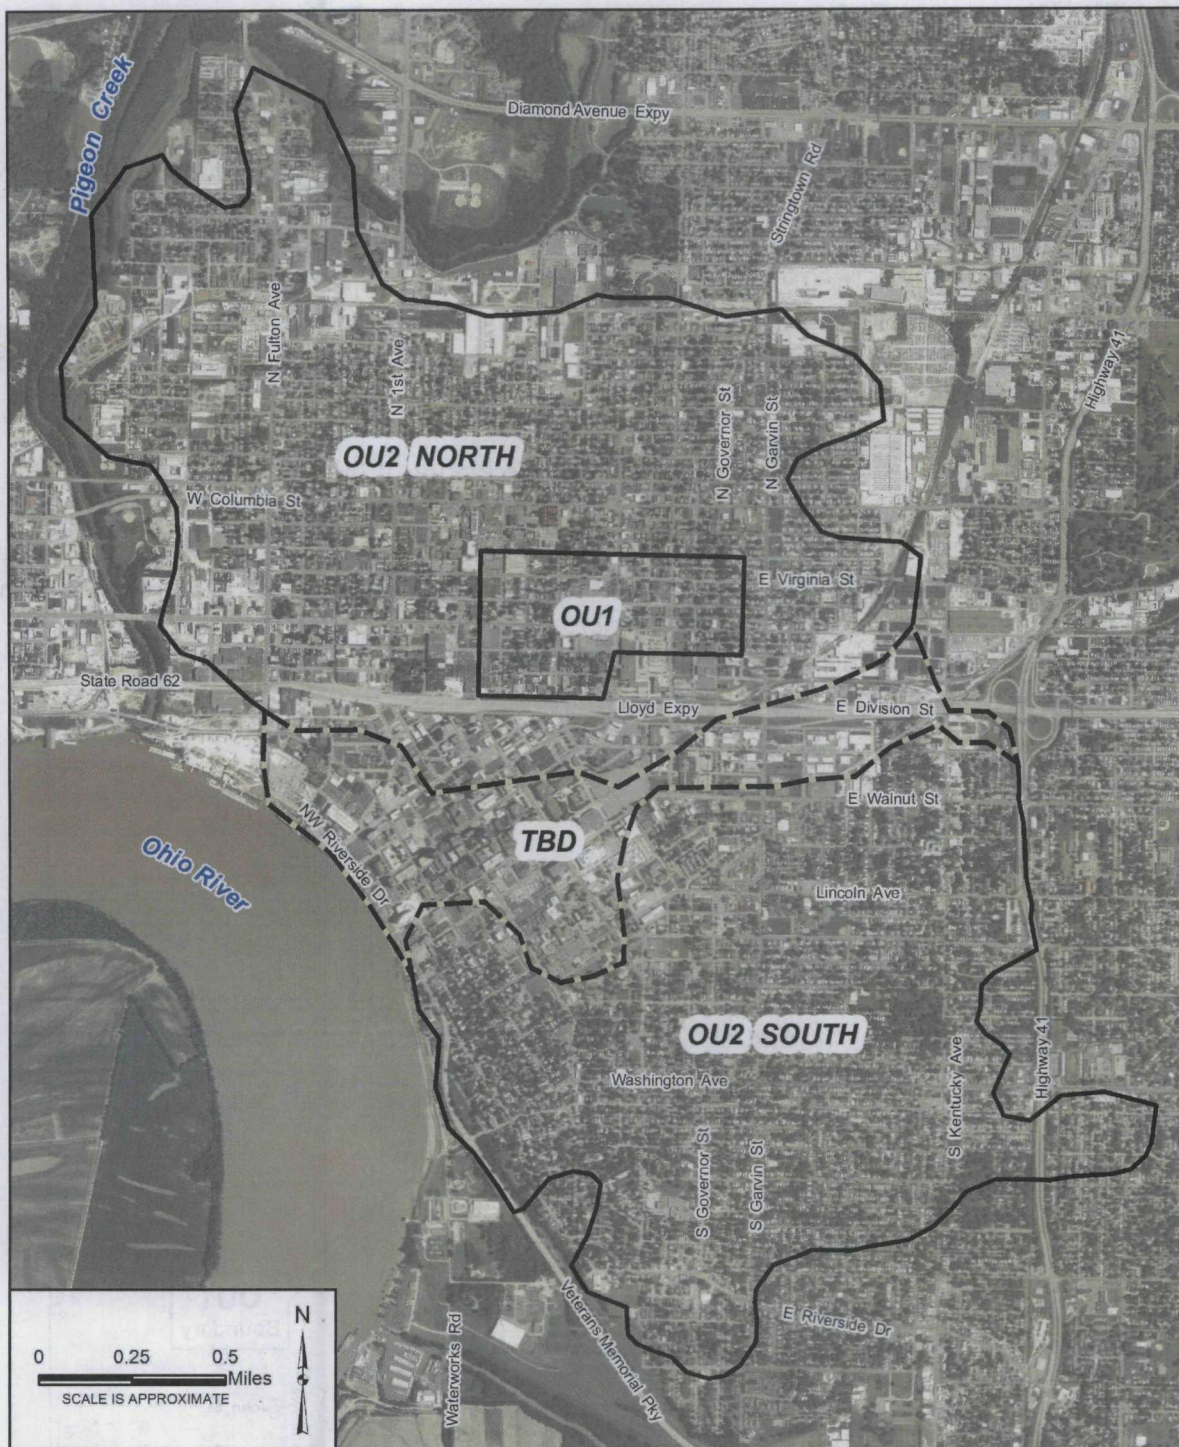 Pigeon Creek
Diamond Avenue Expy
Stringtown Rd
Highway 41
N Fulton Ave
N 1st Ave
N Governor St
N Garvin St
OU2 NORTH
W Columbia St
E Virginia St
OU1
State Road 62
Lloyd Expy
E Division St
E Walnut St
NW Riverside Dr
TBD
Ohio River
Lincoln Ave
OU2 SOUTH
Washington Ave
S Kentucky Ave
Highway 41
S Governor St
S Garvin St
E Riverside Dr
Veterans Memorial Pky
Waterworks Rd
N
0 0.25 0.5
Miles
SCALE IS APPROXIMATE